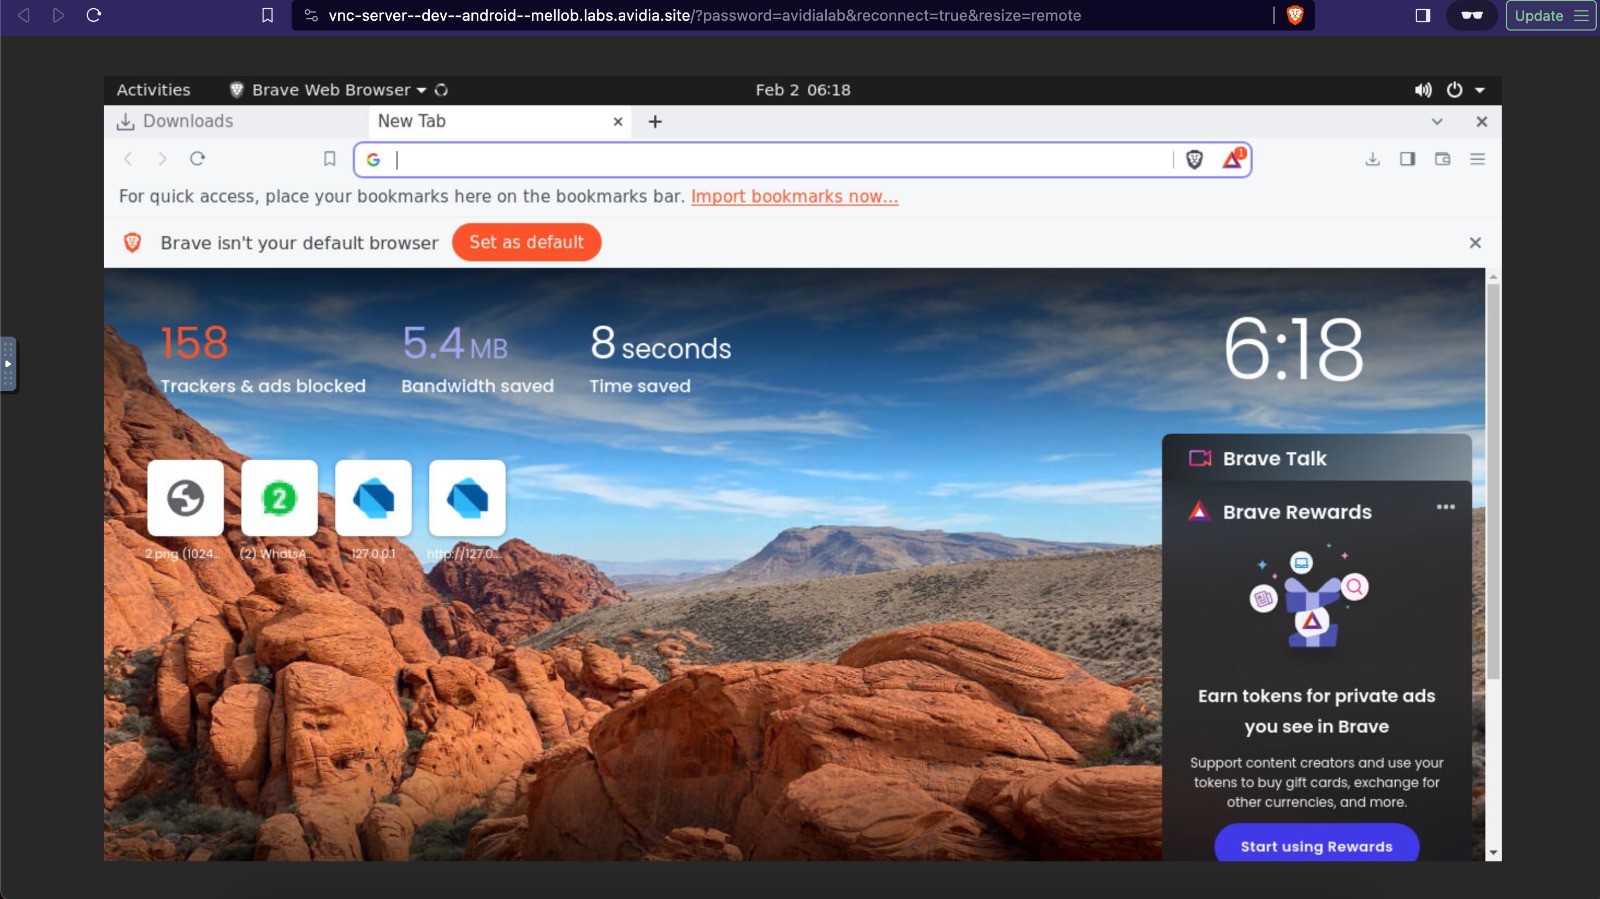 vnc-server--dev--android--mellob.labs.avidia.site/?password=avidialab&reconnect=true&resize=remote
Update
Activities
Brave Web Browser
Feb 2 06:18
Downloads
New Tab
1
For quick access, place your bookmarks here on the bookmarks bar. Import bookmarks now...
Brave isn't your default browser
Set as default
158
Trackers & ads blocked
5.4 MB
Bandwidth saved
8 seconds
Time saved
6:18
2
2.png (1024...
(2) WhatsA...
127.0.0.1
http://127.0....
Brave Talk
Brave Rewards
Earn tokens for private ads
you see in Brave
Support content creators and use your
tokens to buy gift cards, exchange for
other currencies, and more.
Start using Rewards